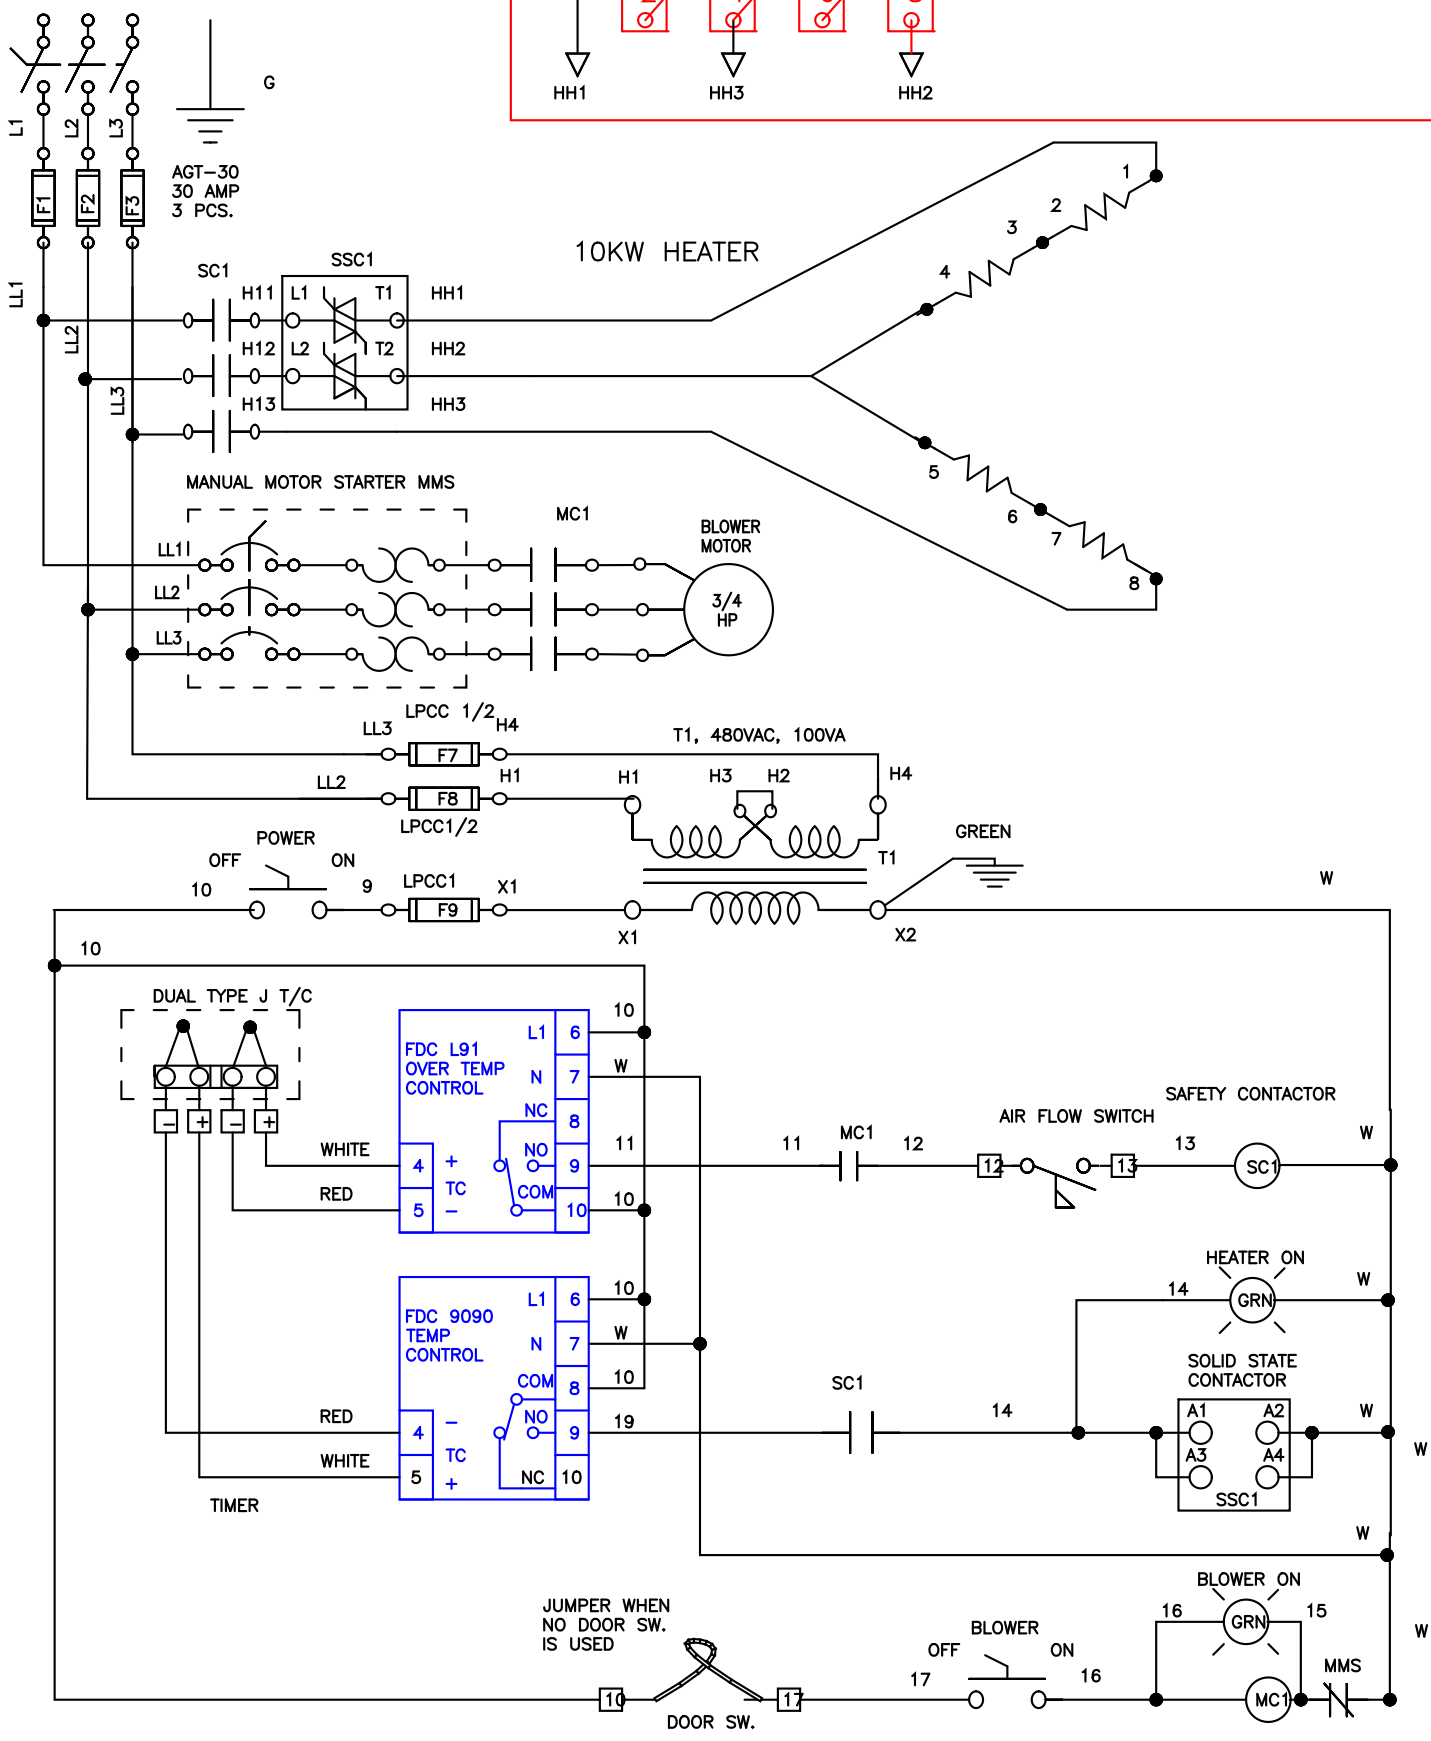 HH1
HH3
HH2
G
L1
L2
L3
AGT-30
30 AMP
3 PCS.
F1
F2
F3
10KW HEATER
1
2
3
4
SC1
SSC1
LL1
LL2
LL3
H11
L1
T1
HH1
H12
L2
T2
HH2
H13
HH3
5
6
7
8
MANUAL MOTOR STARTER MMS
MC1
BLOWER
MOTOR
3/4
HP
LL1
LL2
LL3
LPCC 1/2
LL3
F7
H4
T1, 480VAC, 100VA
LL2
F8
H1
H1
H3
H2
H4
LPCC1/2
T1
GREEN
POWER
OFF
ON
10
9
LPCC1
F9
X1
X1
X2
W
10
DUAL TYPE J T/C
–
+
–
+
WHITE
RED
FDC L91
OVER TEMP
CONTROL
L1
6
10
N
7
W
NC
8
NO
9
11
COM
10
10
4
+
TC
5
–
11
MC1
12
AIR FLOW SWITCH
12
13
13
SAFETY CONTACTOR
SC1
W
FDC 9090
TEMP
CONTROL
L1
6
10
N
7
W
COM
8
10
NO
9
19
NC
10
4
–
TC
5
+
RED
WHITE
TIMER
SC1
14
HEATER ON
14
GRN
W
SOLID STATE
CONTACTOR
A1
A2
A3
A4
SSC1
W
W
W
JUMPER WHEN
NO DOOR SW.
IS USED
10
17
DOOR SW.
17
BLOWER
OFF
ON
16
BLOWER ON
16
GRN
15
MC1
MMS
W